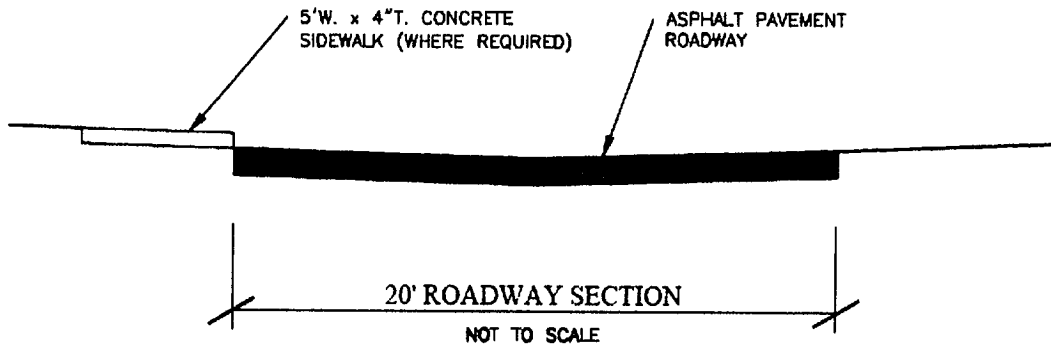 5'W. x 4"T. CONCRETE
SIDEWALK (WHERE REQUIRED)
ASPHALT PAVEMENT
ROADWAY
20' ROADWAY SECTION
NOT TO SCALE